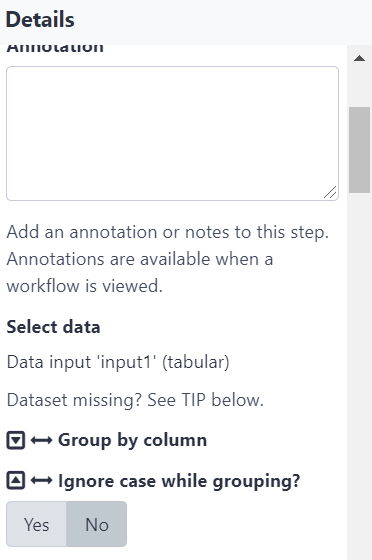 Details
Annotation
Add an annotation or notes to this step.
Annotations are available when a
workflow is viewed.
Select data
Data input 'input1' (tabular)
Dataset missing? See TIP below.
Group by column
Ignore case while grouping?
Yes No